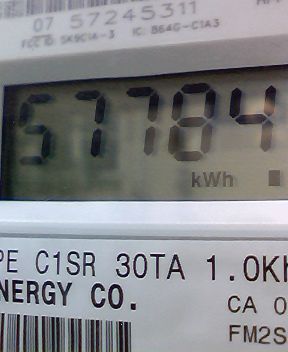 07 57245311
FCC ID SK9C1A-3 IC: 864G-C1A3
57784
kWh
PE C1SR 30TA 1.0Kh
NERGY CO.
CA 0
FM2S